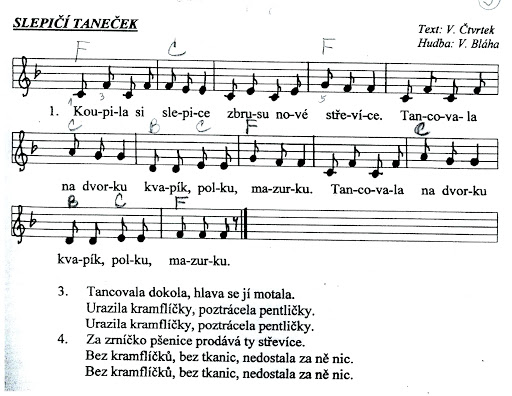 SLEPIČÍ TANEČEK
Text: V. Čtvrtek
Hudba: V. Bláha
F C F
1 3 5
1. Kou-pi-la si sle-pi-ce zbru-su no-vé stře-ví-ce. Tan-co-va-la
C B C F C
na dvor-ku kva-pík, pol-ku, ma-zur-ku. Tan-co-va-la na dvor-ku
B C F
kva-pík, pol-ku, ma-zur-ku.
3. Tancovala dokola, hlava se jí motala.
Urazila kramflíčky, poztrácela pentličky.
Urazila kramflíčky, poztrácela pentličky.
4. Za zrníčko pšenice prodává ty střevíce.
Bez kramflíčků, bez tkanic, nedostala za ně nic.
Bez kramflíčků, bez tkanic, nedostala za ně nic.